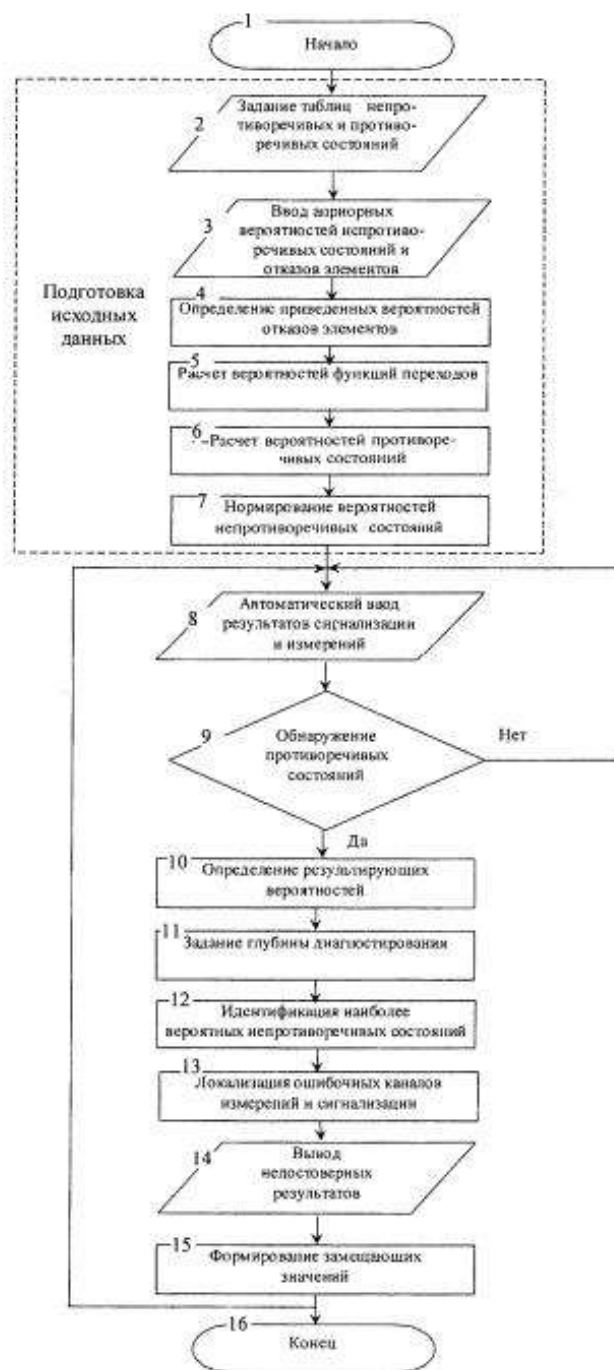 1
Начало
2
Задание таблиц непро-
тиворечивых и противо-
речивых состояний
3
Ввод априорных
вероятностей непротиво-
речивых состояний и
отказов элементов
Подготовка
исходных
данных
4
Определение приведенных вероятностей
отказов элементов
5
Расчет вероятностей функций переходов
6
Расчет вероятностей противоре-
чивых состояний
7
Нормирование вероятностей
непротиворечивых состояний
8
Автоматический ввод
результатов сигнализации
и измерений
9
Обнаружение
противоречивых
состояний
Нет
Да
10
Определение результирующих
вероятностей
11
Задание глубины диагностирования
12
Идентификация наиболее
вероятных непротиворечивых состояний
13
Локализация ошибочных каналов
измерений и сигнализации
14
Вывод
недостоверных
результатов
15
Формирование замещающих
значений
16
Конец